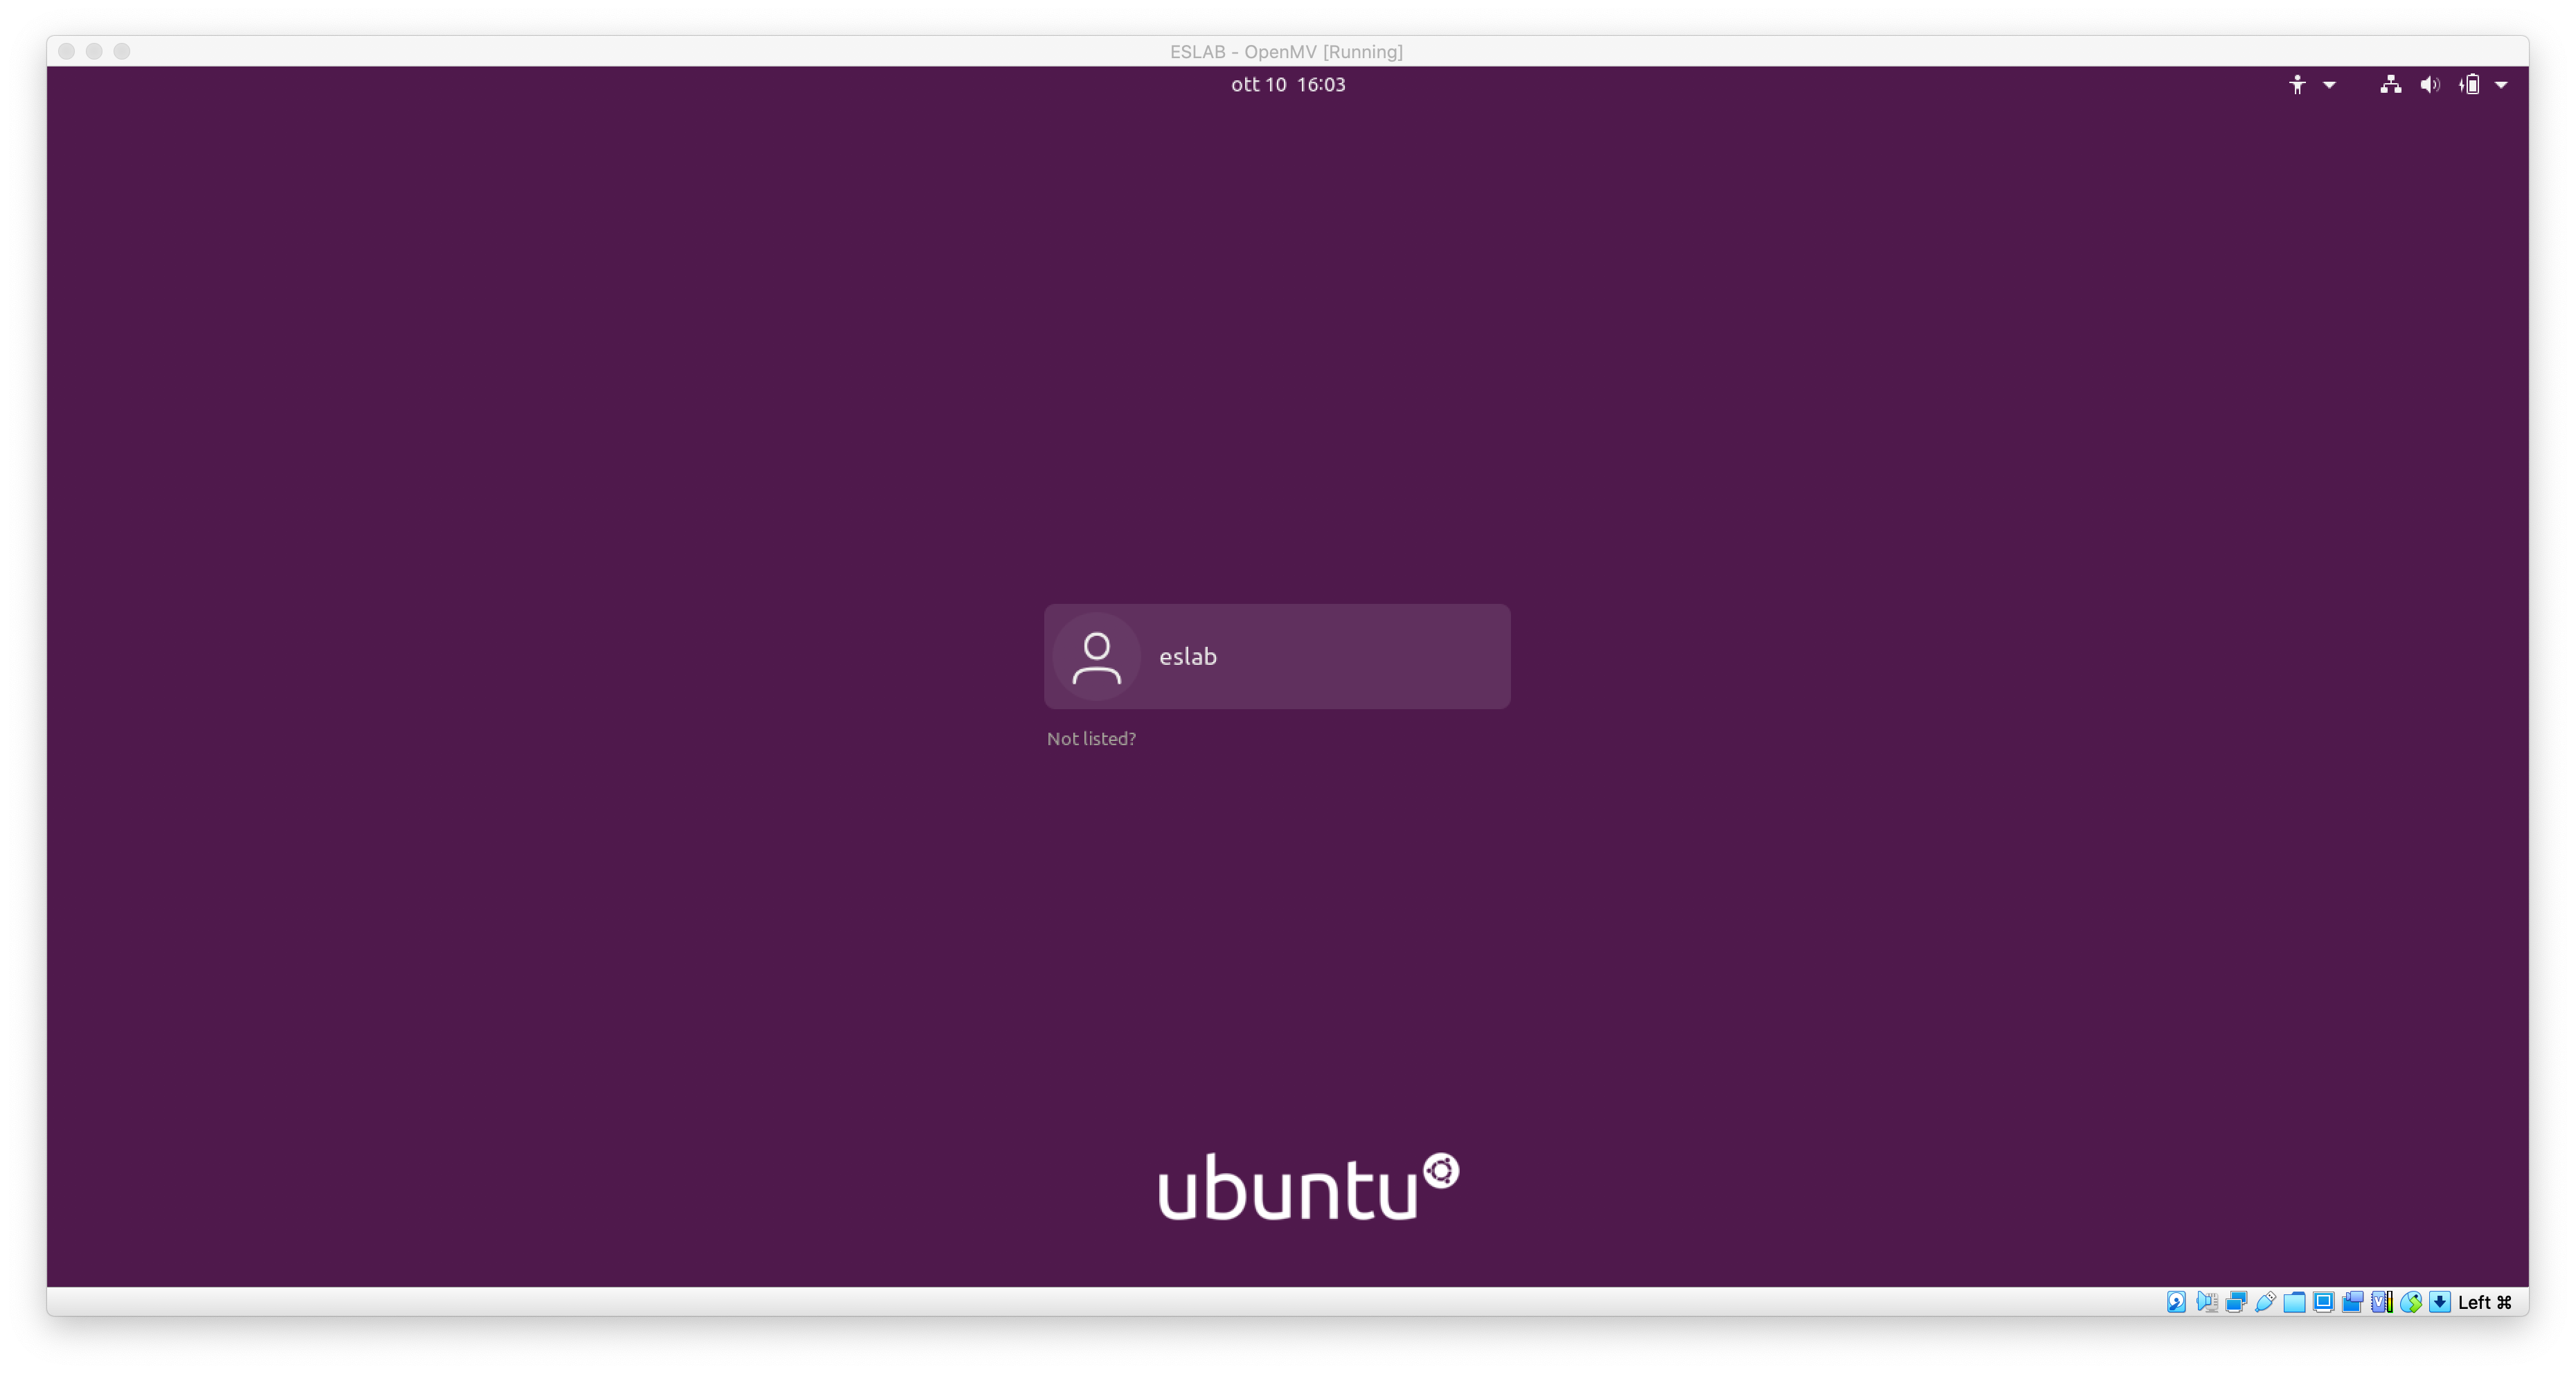 ESLAB - OpenMV [Running]
ott 10 16:03
eslab
Not listed?
ubuntu
Left ⌘